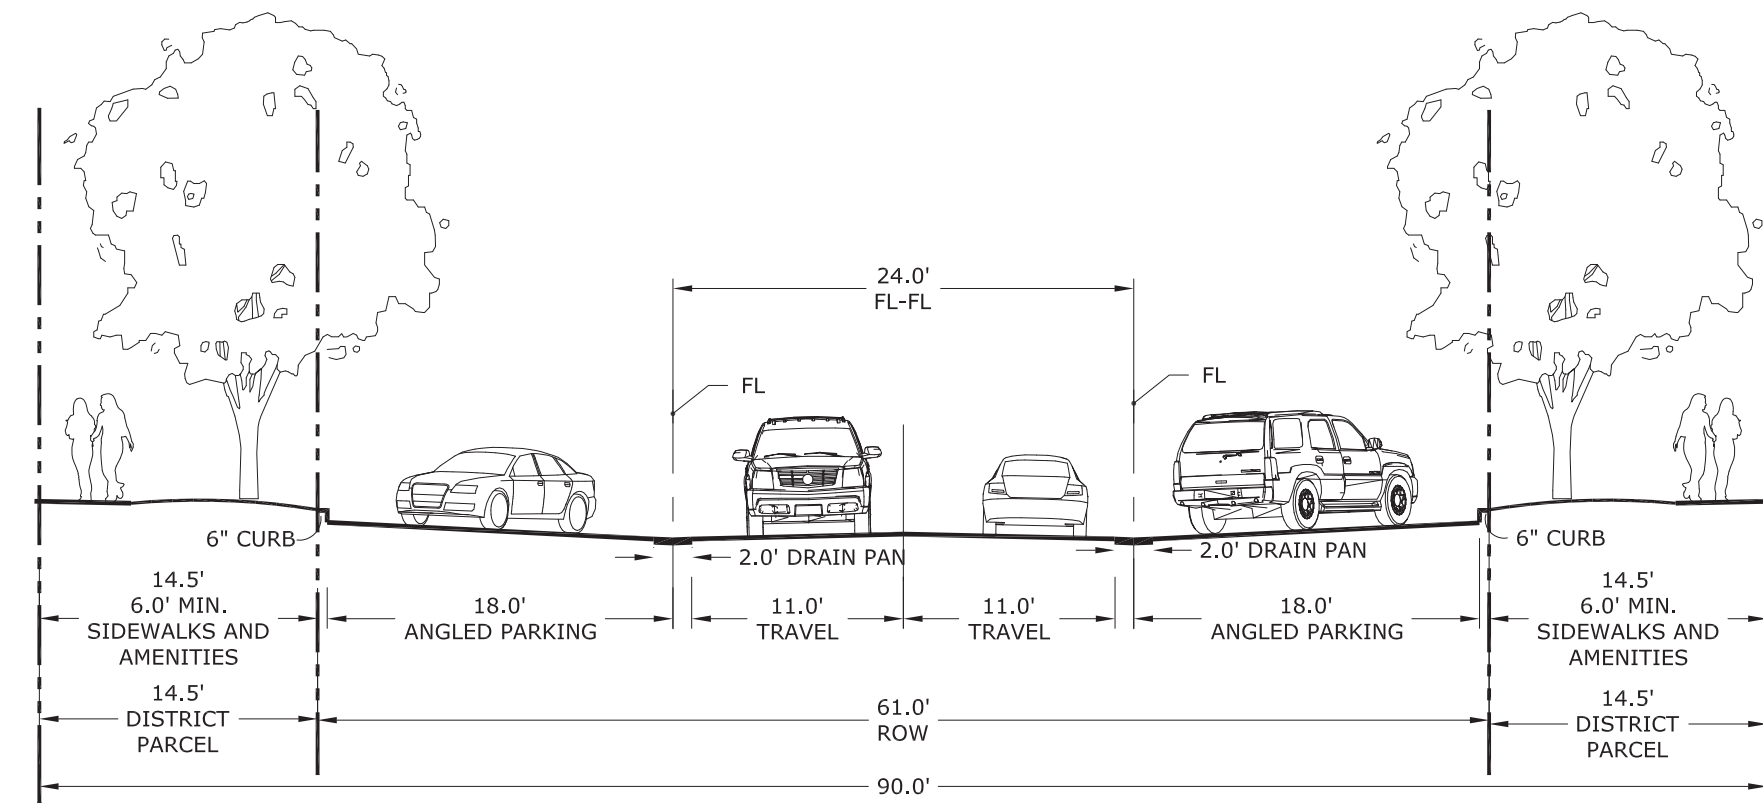 24.0'
FL-FL
FL
FL
6" CURB
2.0' DRAIN PAN
2.0' DRAIN PAN
6" CURB
14.5'
6.0' MIN.
SIDEWALKS AND
AMENITIES
18.0'
ANGLED PARKING
11.0'
TRAVEL
11.0'
TRAVEL
18.0'
ANGLED PARKING
14.5'
6.0' MIN.
SIDEWALKS AND
AMENITIES
14.5'
DISTRICT
PARCEL
61.0'
ROW
14.5'
DISTRICT
PARCEL
90.0'